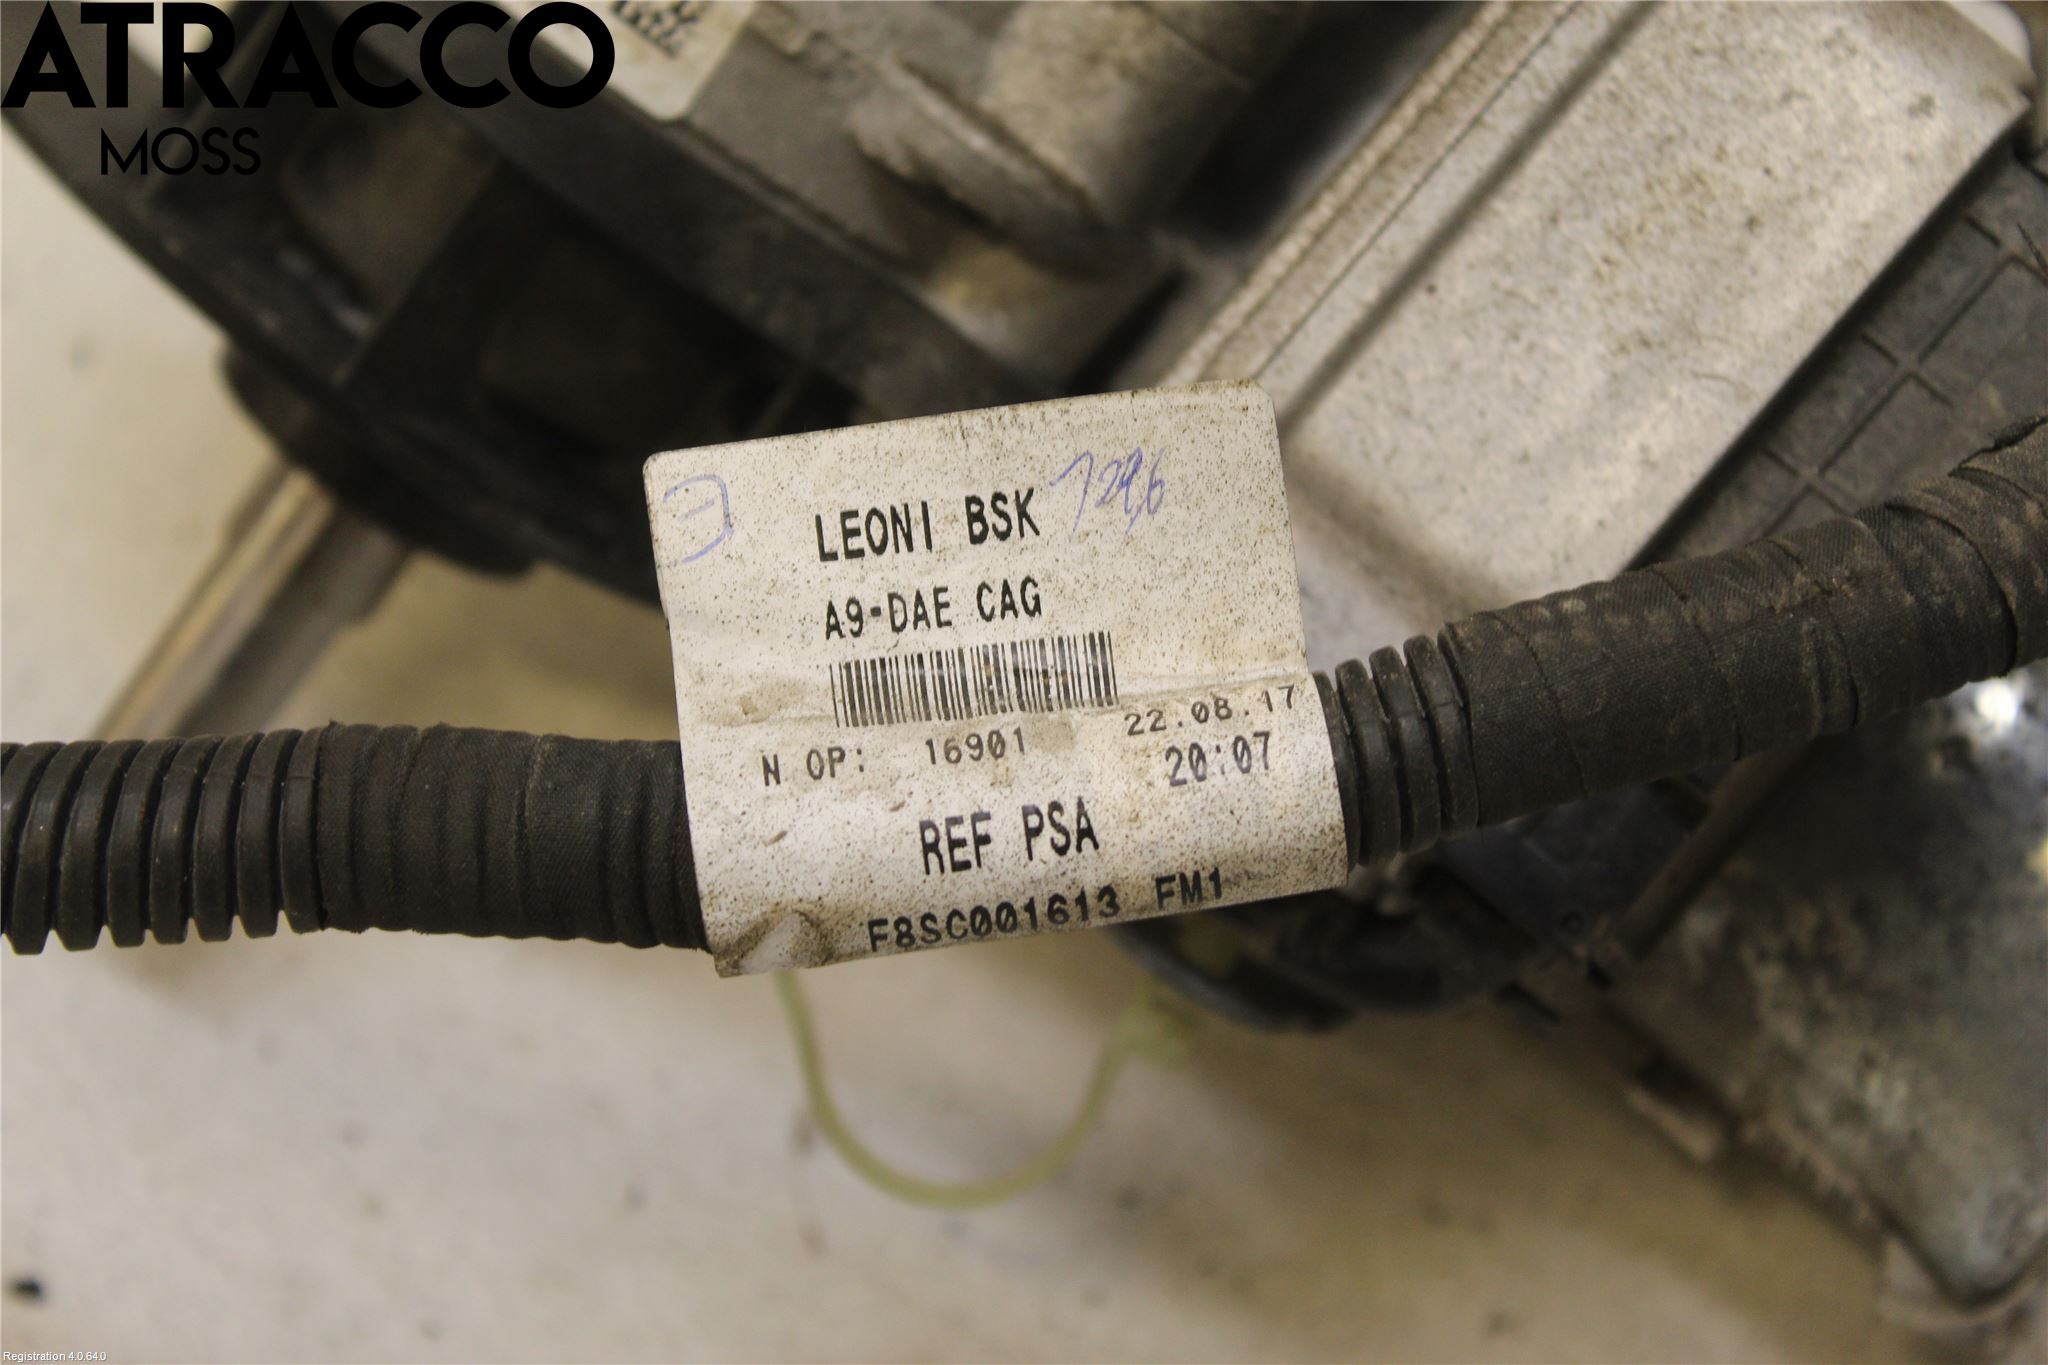 ATRACCO
MOSS
LEONI BSK
A9-DAE CAG
N OP: 16901
22.08.17
20:07
REF PSA
F8SC001613 FM1
Registration 4.0.64.0